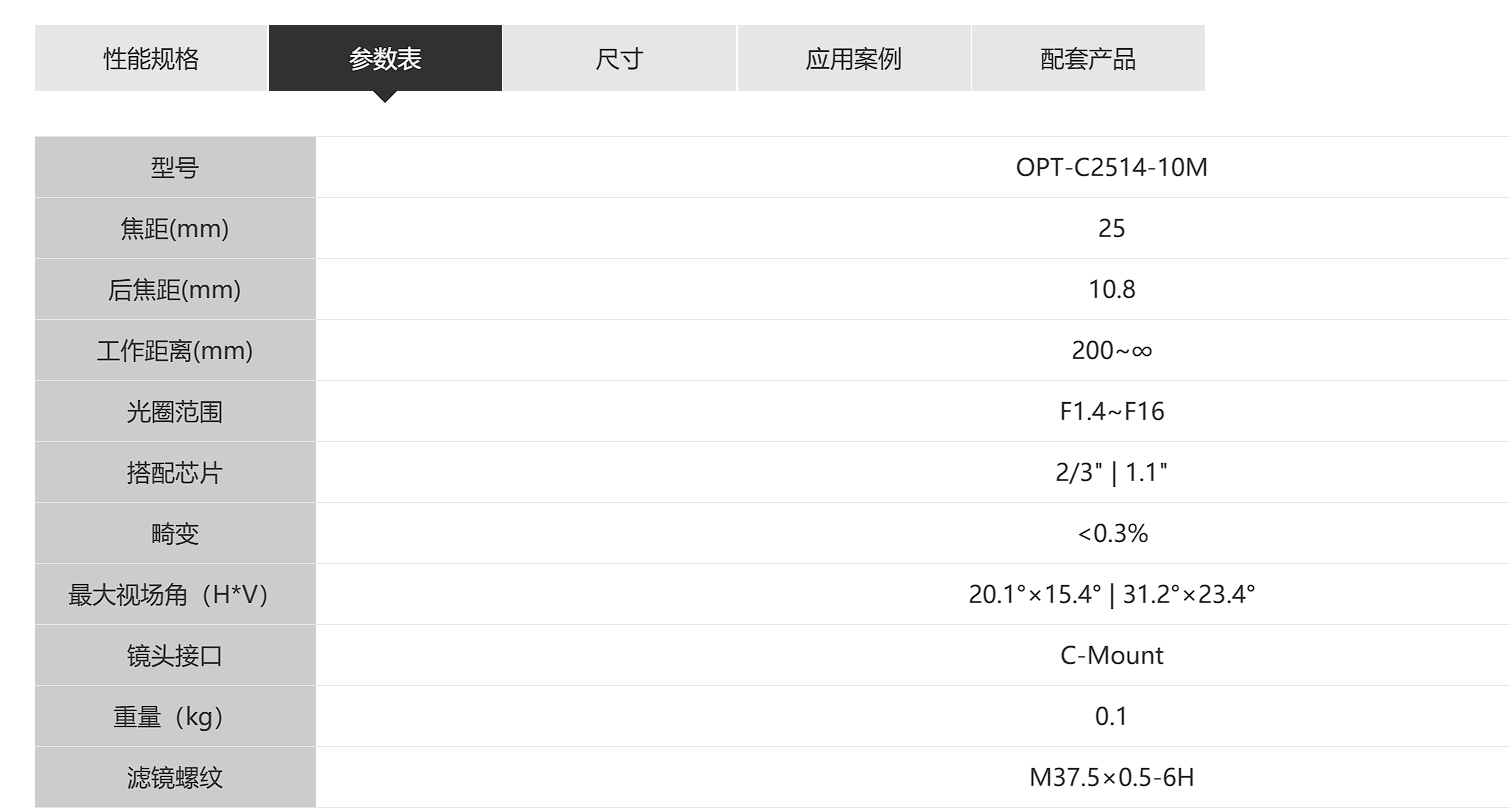 性能规格 参数表 尺寸 应用案例 配套产品
型号 OPT-C2514-10M
焦距(mm) 25
后焦距(mm) 10.8
工作距离(mm) 200~∞
光圈范围 F1.4~F16
搭配芯片 2/3" | 1.1"
畸变 <0.3%
最大视场角（H*V） 20.1°×15.4° | 31.2°×23.4°
镜头接口 C-Mount
重量（kg） 0.1
滤镜螺纹 M37.5×0.5-6H